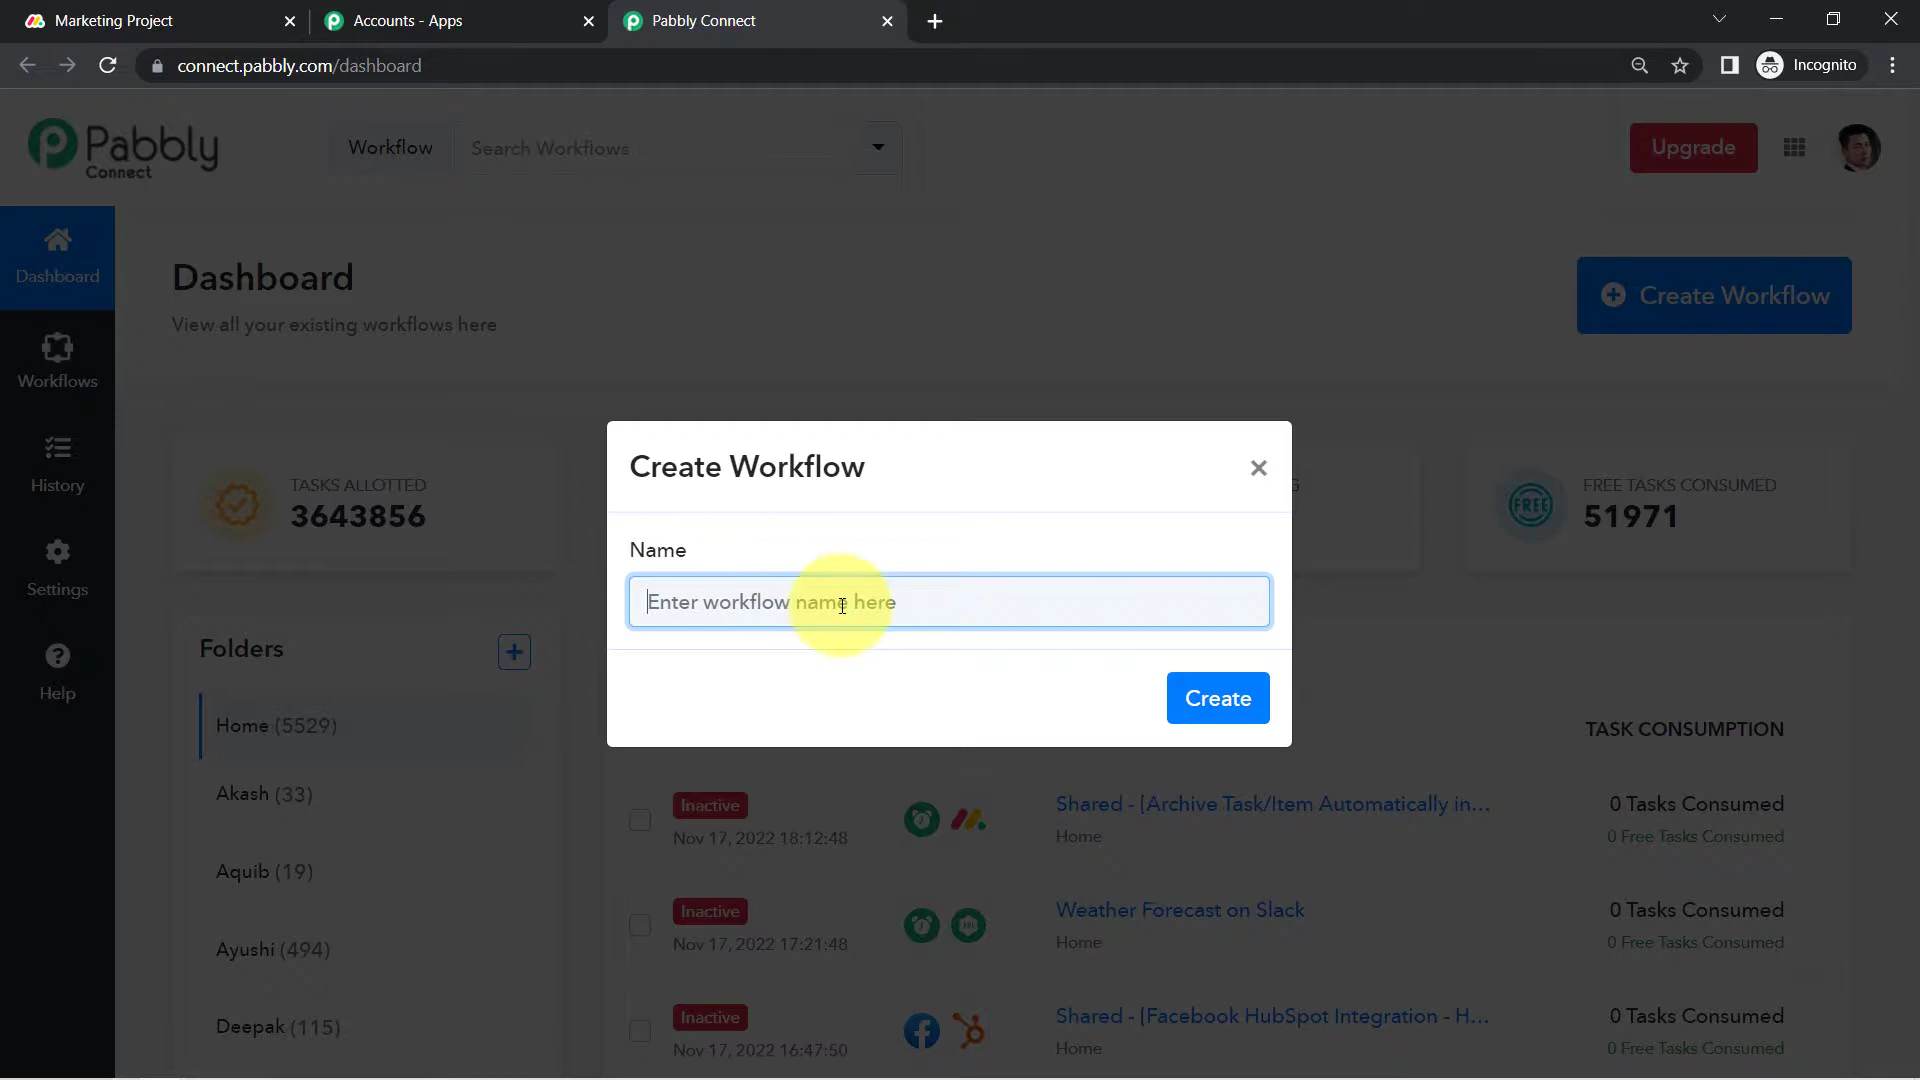 Marketing Project
Accounts - Apps
Pabbly Connect
connect.pabbly.com/dashboard
Incognito
Pabbly
Connect
Workflow
Search Workflows
Upgrade
Dashboard
Workflows
History
Settings
Help
Dashboard
View all your existing workflows here
Create Workflow
TASKS ALLOTTED
3643856
G
FREE
FREE TASKS CONSUMED
51971
Create Workflow
Name
Enter workflow name here
Create
Folders
Home (5529)
Akash (33)
Aquib (19)
Ayushi (494)
Deepak (115)
TASK CONSUMPTION
Inactive
Nov 17, 2022 18:12:48
Shared - [Archive Task/Item Automatically in...
Home
0 Tasks Consumed
0 Free Tasks Consumed
Inactive
Nov 17, 2022 17:21:48
Weather Forecast on Slack
Home
0 Tasks Consumed
0 Free Tasks Consumed
Inactive
Nov 17, 2022 16:47:50
Shared - [Facebook HubSpot Integration - H...
Home
0 Tasks Consumed
0 Free Tasks Consumed